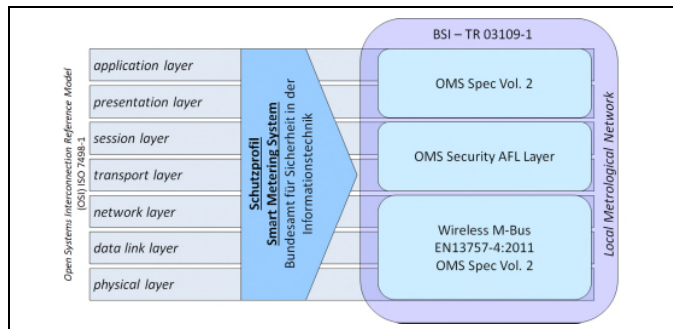 Open Systems Interconnection Reference Model
(OSI) ISO 7498-1
application layer
presentation layer
session layer
transport layer
network layer
data link layer
physical layer
Schutzprofil
Smart Metering System
Bundesamt für Sicherheit in der
Informationstechnik
BSI – TR 03109-1
OMS Spec Vol. 2
OMS Security AFL Layer
Wireless M-Bus
EN13757-4:2011
OMS Spec Vol. 2
Local Metrological Network